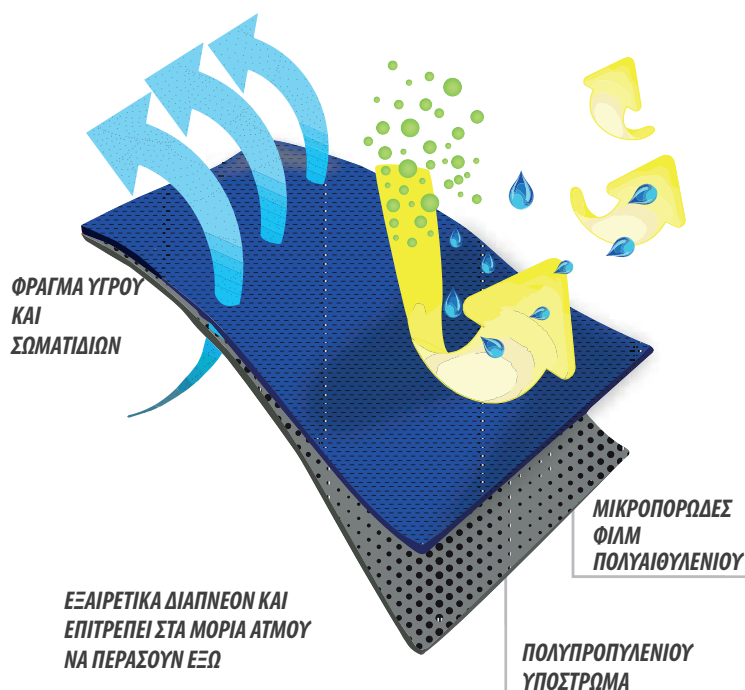 ΦΡΑΓΜΑ ΥΓΡΟΥ
ΚΑΙ
ΣΩΜΑΤΙΔΙΩΝ
ΜΙΚΡΟΠΟΡΩΔΕΣ
ΦΙΛΜ
ΠΟΛΥΑΙΘΥΛΕΝΙΟΥ
ΕΞΑΙΡΕΤΙΚΑ ΔΙΑΠΝΕΟΝ ΚΑΙ
ΕΠΙΤΡΕΠΕΙ ΣΤΑ ΜΟΡΙΑ ΑΤΜΟΥ
ΝΑ ΠΕΡΑΣΟΥΝ ΕΞΩ
ΠΟΛΥΠΡΟΠΥΛΕΝΙΟΥ
ΥΠΟΣΤΡΩΜΑ